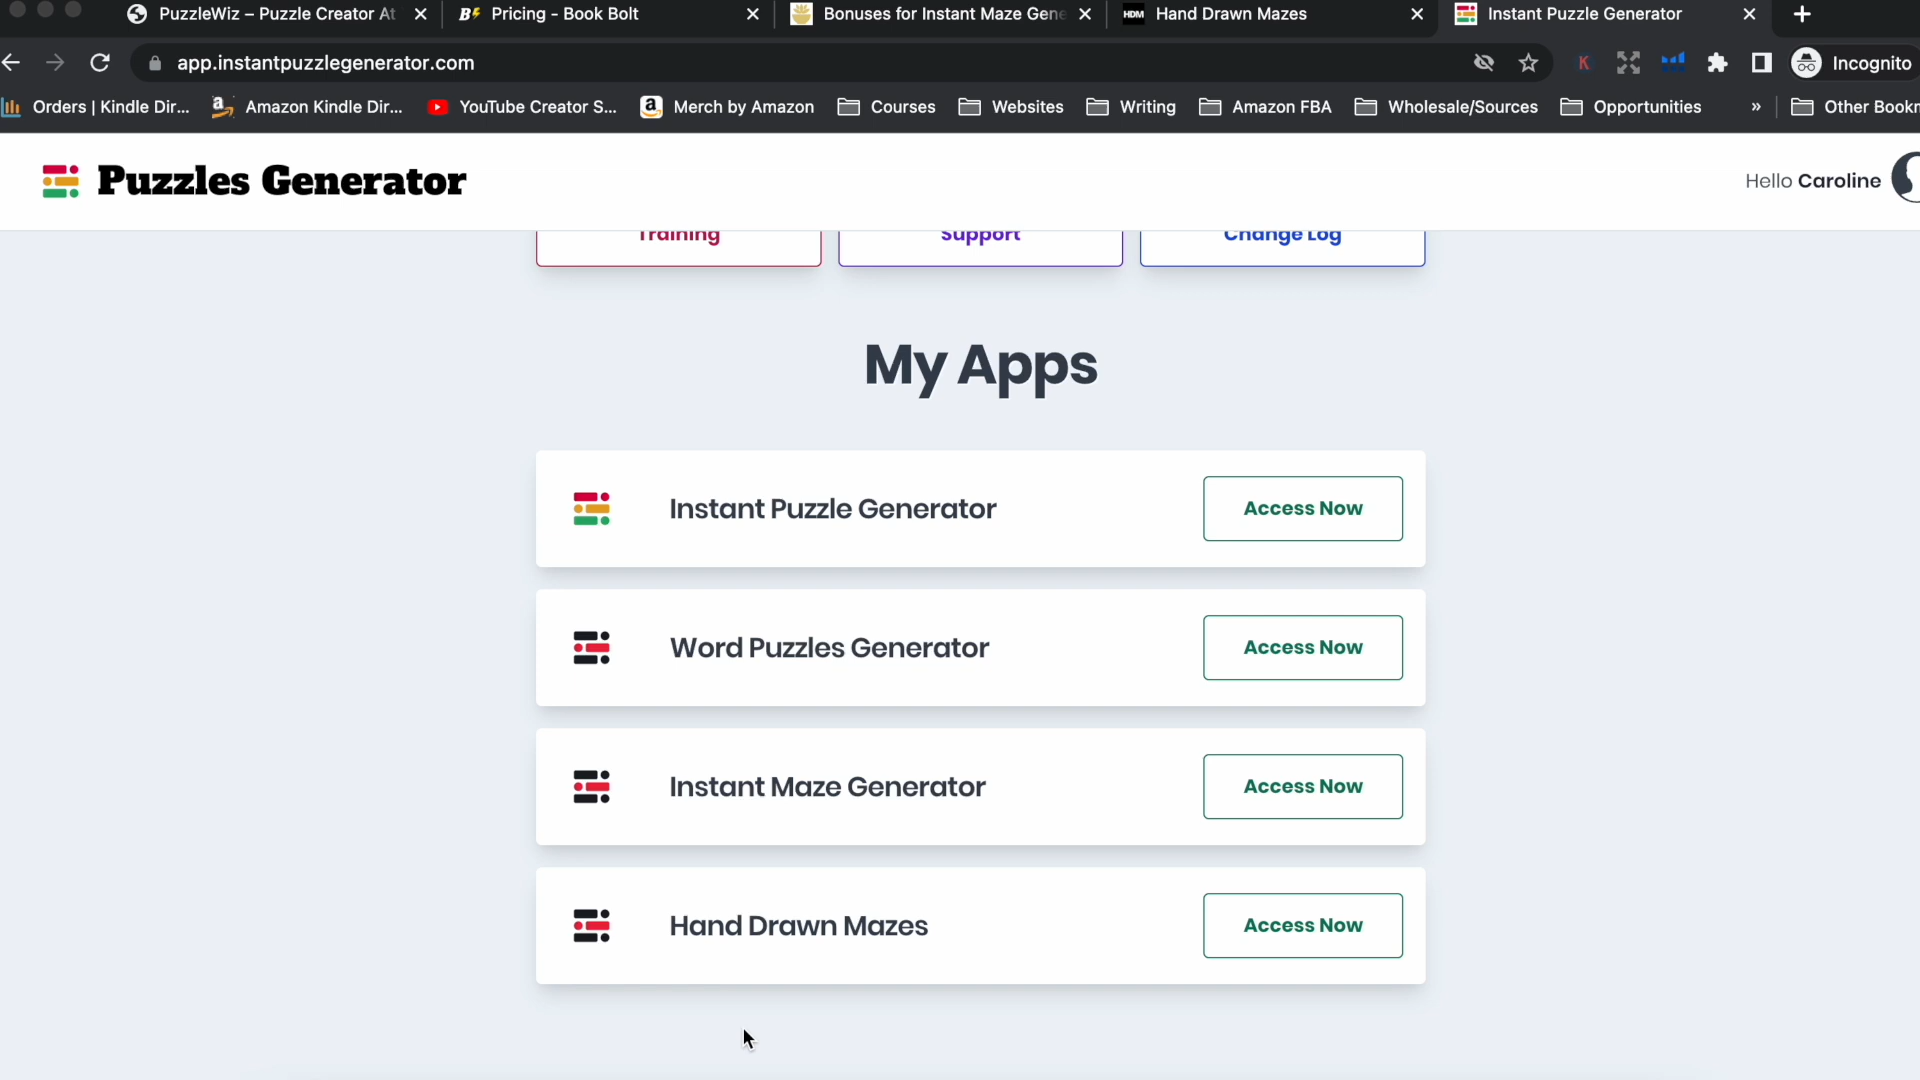 PuzzleWiz – Puzzle Creator At
Pricing - Book Bolt
Bonuses for Instant Maze Gene
HDM
Hand Drawn Mazes
Instant Puzzle Generator
app.instantpuzzlegenerator.com
K
Incognito
Orders | Kindle Dir...
Amazon Kindle Dir...
YouTube Creator S...
Merch by Amazon
Courses
Websites
Writing
Amazon FBA
Wholesale/Sources
Opportunities
»
Other Bookn
Puzzles Generator
Hello Caroline
Training
Support
Change Log
My Apps
Instant Puzzle Generator
Access Now
Word Puzzles Generator
Access Now
Instant Maze Generator
Access Now
Hand Drawn Mazes
Access Now